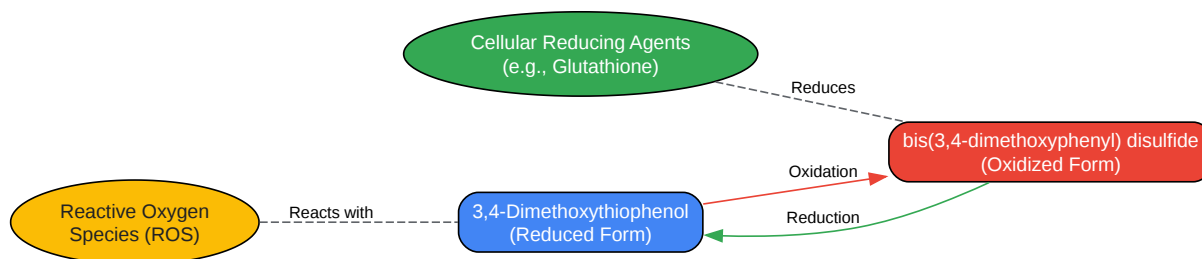 Cellular Reducing Agents
(e.g., Glutathione)
Reduces
bis(3,4-dimethoxyphenyl) disulfide
(Oxidized Form)
Oxidation
Reactive Oxygen
Species (ROS)
Reacts with
3,4-Dimethoxythiophenol
(Reduced Form)
Reduction